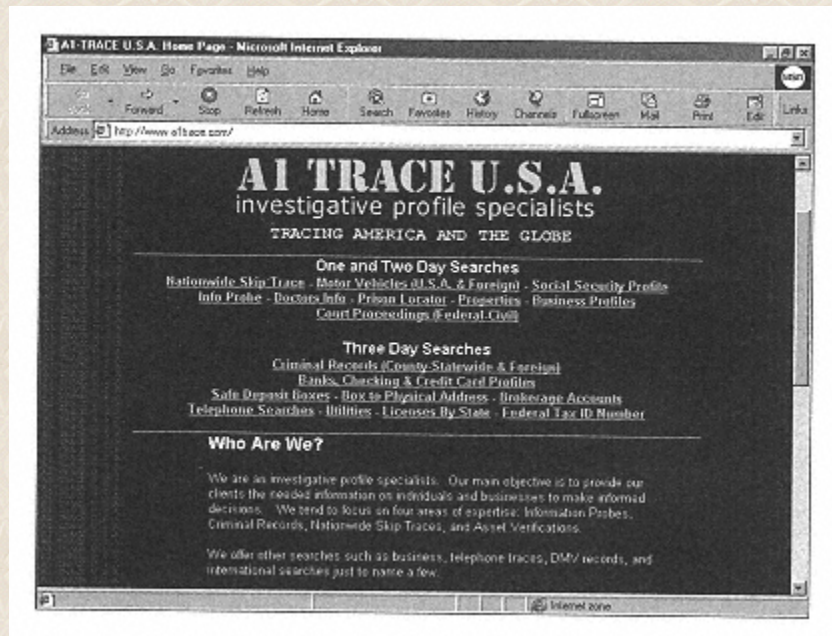 A1-TRACE U.S.A. Home Page - Microsoft Internet Explorer
File Edit View Go Favorites Help
Forward Stop Refresh Home Search Favorites History Channels Fullscreen Mail Print Edit Links
Address http://www.a1trace.com/
A1 TRACE U.S.A.
investigative profile specialists
TRACING AMERICA AND THE GLOBE
One and Two Day Searches
Nationwide Skip Trace - Motor Vehicles (U.S.A. & Foreign) - Social Security Profits
Info Probe - Doctors Info - Prison Locator - Properties - Business Profiles
Court Proceedings (Federal-Civil)
Three Day Searches
Criminal Records (County-Statewide & Foreign)
Banks, Checking & Credit Card Profiles
Safe Deposit Boxes - Box to Physical Address - Brokerage Accounts
Telephone Searches - Utilities - Licenses By State - Federal Tax ID Number
Who Are We?
We are an investigative profile specialists. Our main objective is to provide our
clients the needed information on individuals and businesses to make informed
decisions. We tend to focus on four areas of expertise: Information Probes,
Criminal Records, Nationwide Skip Traces, and Asset Verifications.
We offer other searches such as business, telephone traces, DMV records, and
international searches just to name a few.
Internet zone